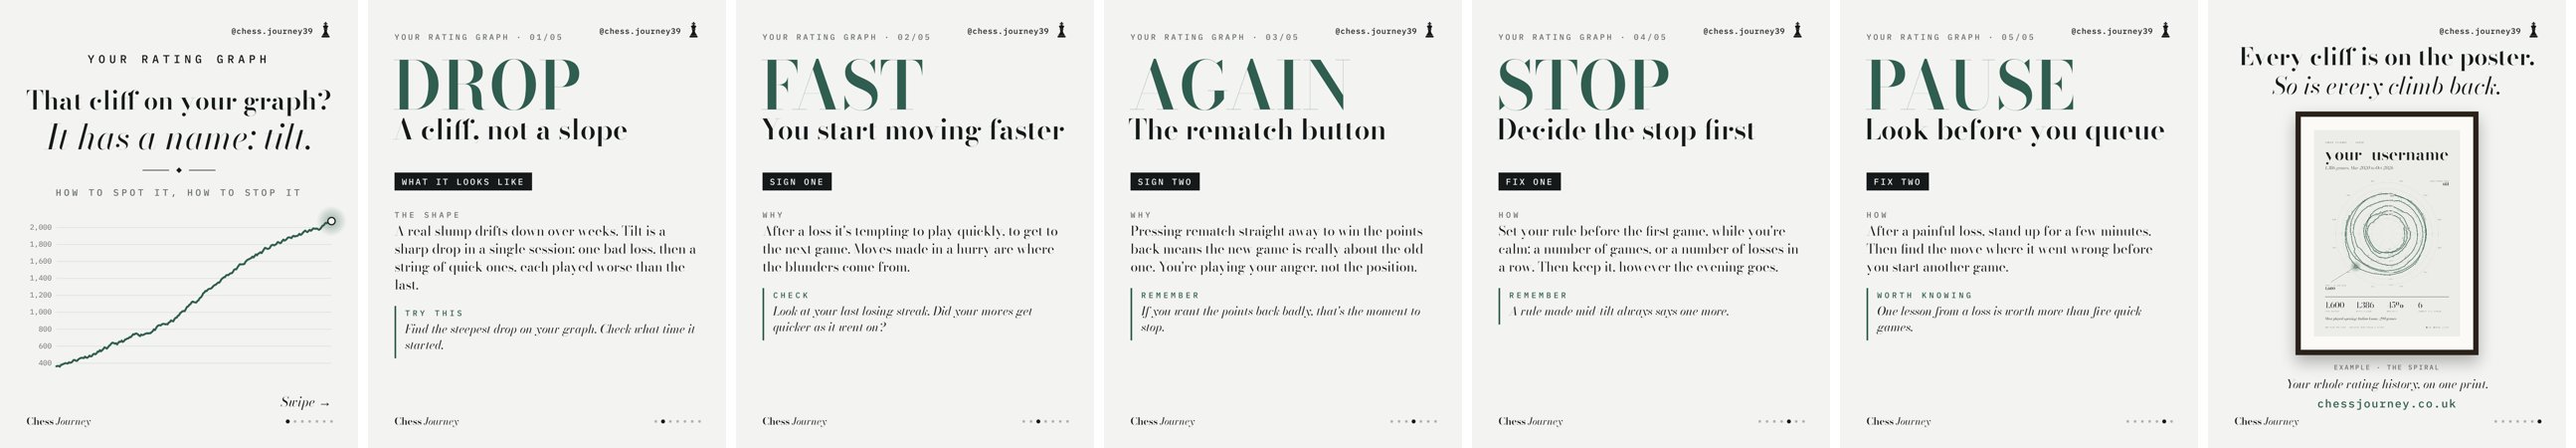 @chess.journey39
YOUR RATING GRAPH
That cliff on your graph?
It has a name: tilt.
HOW TO SPOT IT, HOW TO STOP IT
2,000
1,800
1,600
1,400
1,200
1,000
800
600
400
Swipe →
Chess Journey
YOUR RATING GRAPH · 01/05
@chess.journey39
DROP
A cliff, not a slope
WHAT IT LOOKS LIKE
THE SHAPE
A real slump drifts down over weeks. Tilt is a
sharp drop in a single session: one bad loss, then a
string of quick ones, each played worse than the
last.
TRY THIS
Find the steepest drop on your graph. Check what time it
started.
Chess Journey
YOUR RATING GRAPH · 02/05
@chess.journey39
FAST
You start moving faster
SIGN ONE
WHY
After a loss it's tempting to play quickly, to get to
the next game. Moves made in a hurry are where
the blunders come from.
CHECK
Look at your last losing streak. Did your moves get
quicker as it went on?
Chess Journey
YOUR RATING GRAPH · 03/05
@chess.journey39
AGAIN
The rematch button
SIGN TWO
WHY
Pressing rematch straight away to win the points
back means the new game is really about the old
one. You're playing your anger, not the position.
REMEMBER
If you want the points back badly, that's the moment to
stop.
Chess Journey
YOUR RATING GRAPH · 04/05
@chess.journey39
STOP
Decide the stop first
FIX ONE
HOW
Set your rule before the first game, while you're
calm: a number of games, or a number of losses in
a row. Then keep it, however the evening goes.
REMEMBER
A rule made mid-tilt always says one more.
Chess Journey
YOUR RATING GRAPH · 05/05
@chess.journey39
PAUSE
Look before you queue
FIX TWO
HOW
After a painful loss, stand up for a few minutes.
Then find the move where it went wrong before
you start another game.
WORTH KNOWING
One lesson from a loss is worth more than five quick
games.
Chess Journey
@chess.journey39
Every cliff is on the poster.
So is every climb back.
your username
1,600 1,386 45% 6
EXAMPLE · THE SPIRAL
Your whole rating history, on one print.
chessjourney.co.uk
Chess Journey